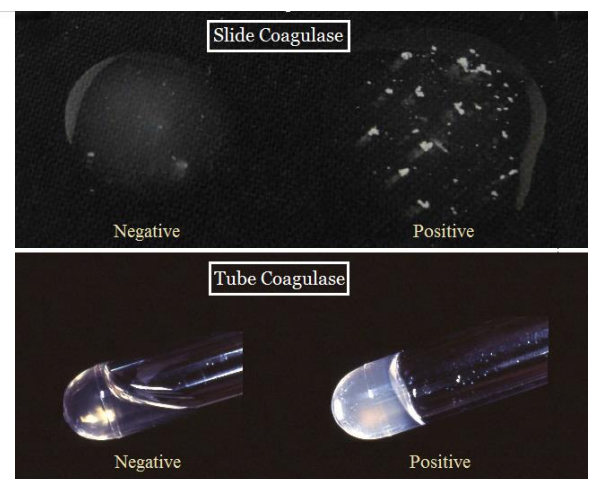 Slide Coagulase
Negative
Positive
Tube Coagulase
Negative
Positive